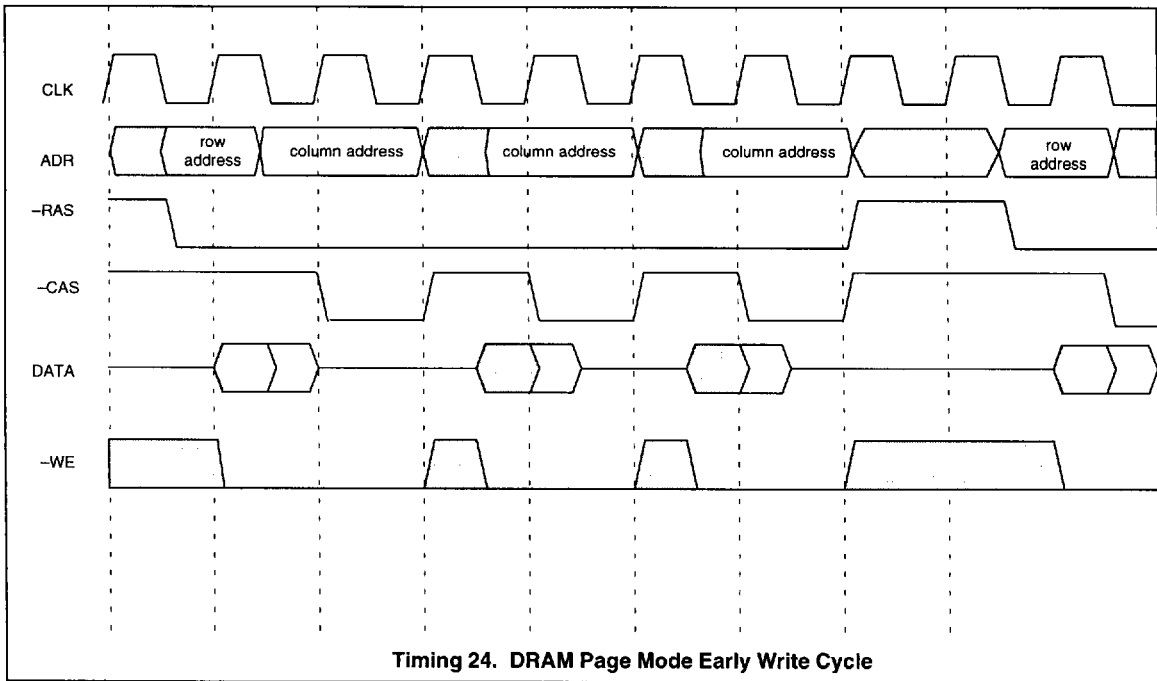 CLK
ADR
row
address
column address
column address
column address
row
address
–RAS
–CAS
DATA
–WE
Timing 24. DRAM Page Mode Early Write Cycle